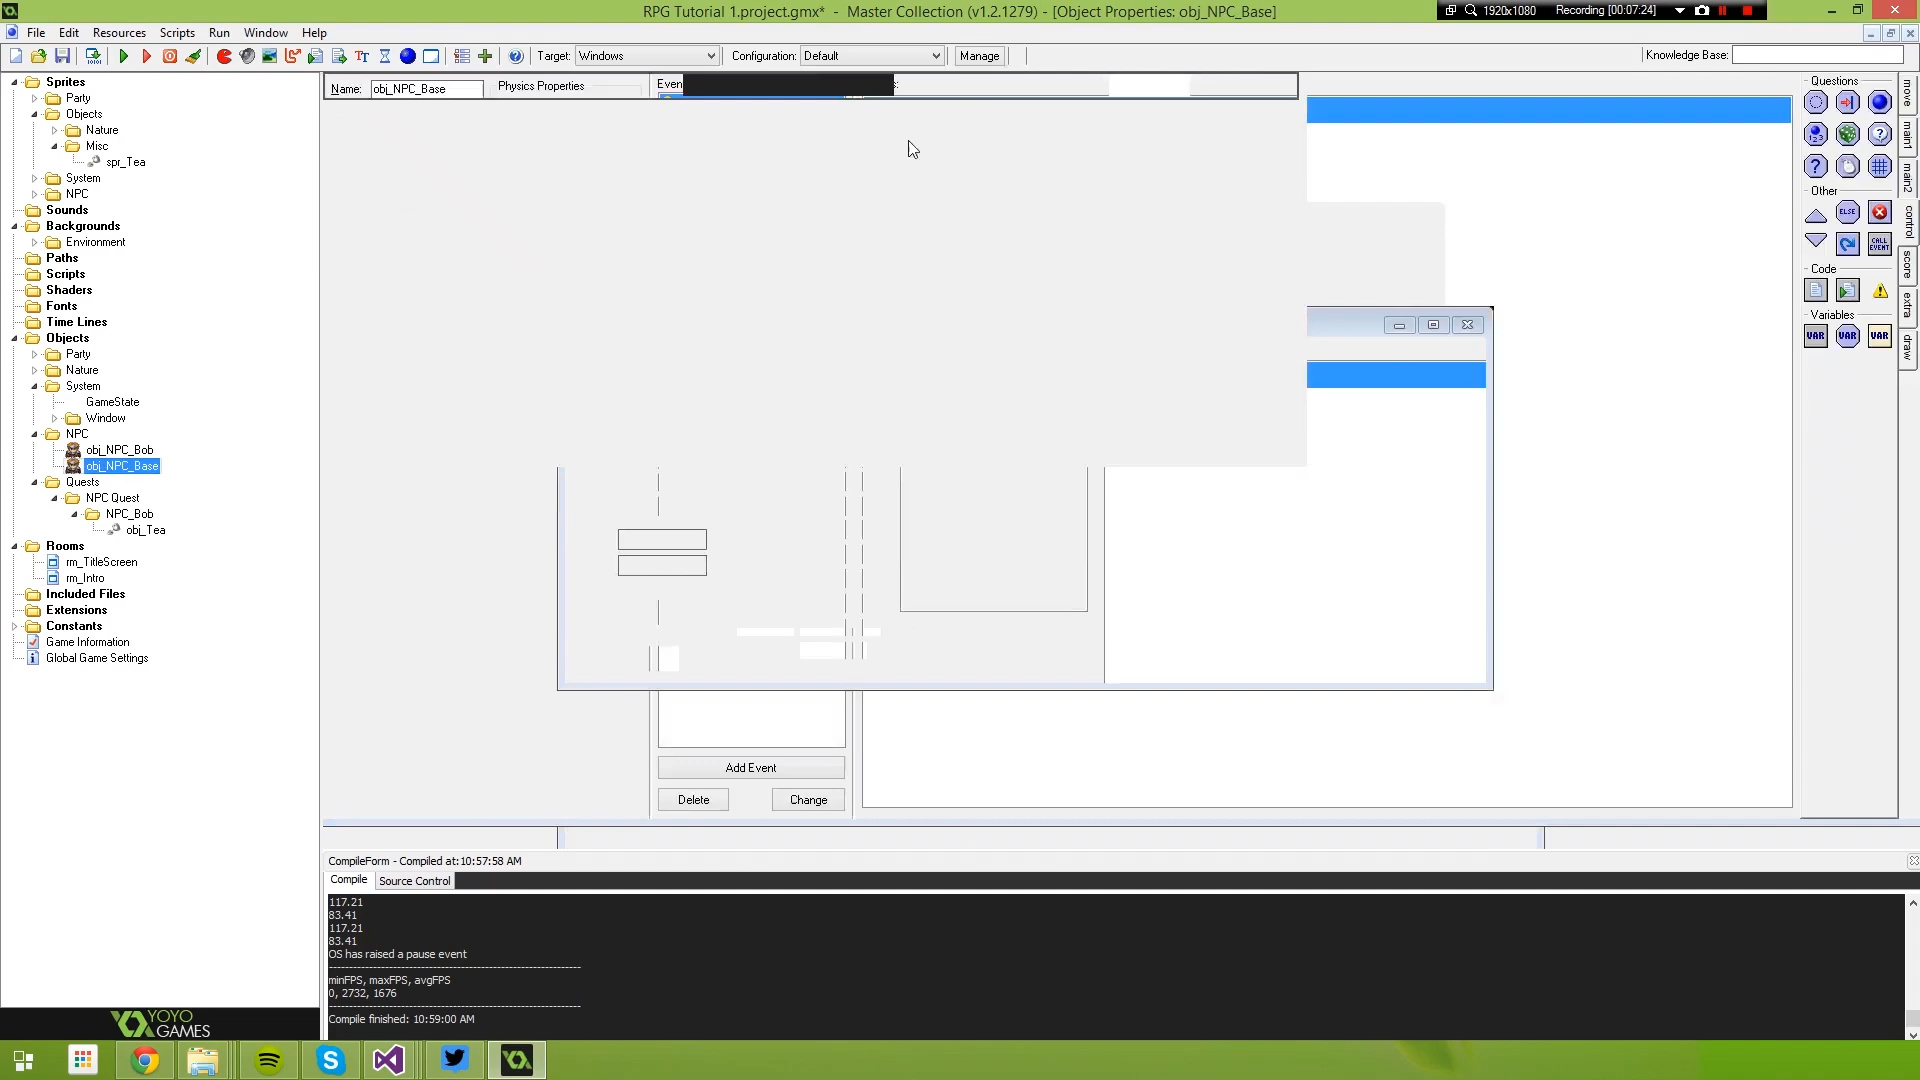 RPG Tutorial 1.project.gmx* - Master Collection (v1.2.1279) - [Object Properties: obj_NPC_Base]
1920x1080 Recording [00:07:24]
File Edit Resources Scripts Run Window Help
Target: Windows Configuration: Default Manage
Knowledge Base:
Sprites
Party
Objects
Nature
Misc
spr_Tea
System
NPC
Sounds
Backgrounds
Environment
Paths
Scripts
Shaders
Fonts
Time Lines
Objects
Party
Nature
System
GameState
Window
NPC
obj_NPC_Bob
obj_NPC_Base
Quests
NPC Quest
NPC_Bob
obj_Tea
Rooms
rm_TitleScreen
rm_Intro
Included Files
Extensions
Constants
Game Information
Global Game Settings
YOYO
GAMES
Name: obj_NPC_Base
Physics Properties
Even
s:
Add Event
Delete Change
Questions
Other
ELSE
CALL EVENT
Code
Variables
VAR VAR VAR
move
main1
main2
control
score
extra
draw
CompileForm - Compiled at:10:57:58 AM
Compile Source Control
117.21
83.41
117.21
83.41
OS has raised a pause event
--------------------------------------------------------------
minFPS, maxFPS, avgFPS
0, 2732, 1676
--------------------------------------------------------------
Compile finished: 10:59:00 AM